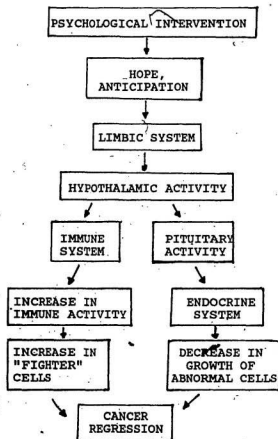 PSYCHOLOGICAL INTERVENTION
HOPE,
ANTICIPATION
LIMBIC SYSTEM
HYPOTHALAMIC ACTIVITY
IMMUNE
SYSTEM
PITUITARY
ACTIVITY
INCREASE IN
IMMUNE ACTIVITY
ENDOCRINE
SYSTEM
INCREASE IN
"FIGHTER"
CELLS
DECREASE IN
GROWTH OF
ABNORMAL CELLS
CANCER
REGRESSION